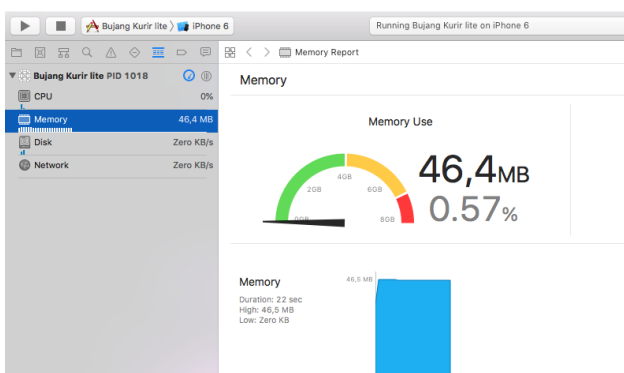 Bujang Kurir lite iPhone 6
Running Bujang Kurir lite on iPhone 6
Memory Report
Bujang Kurir lite PID 1018
CPU 0%
Memory 46,4 MB
Disk Zero KB/s
Network Zero KB/s
Memory
Memory Use
0GB
2GB
4GB
6GB
8GB
46,4MB
0.57%
Memory
Duration: 22 sec
High: 46,5 MB
Low: Zero KB
46,5 MB